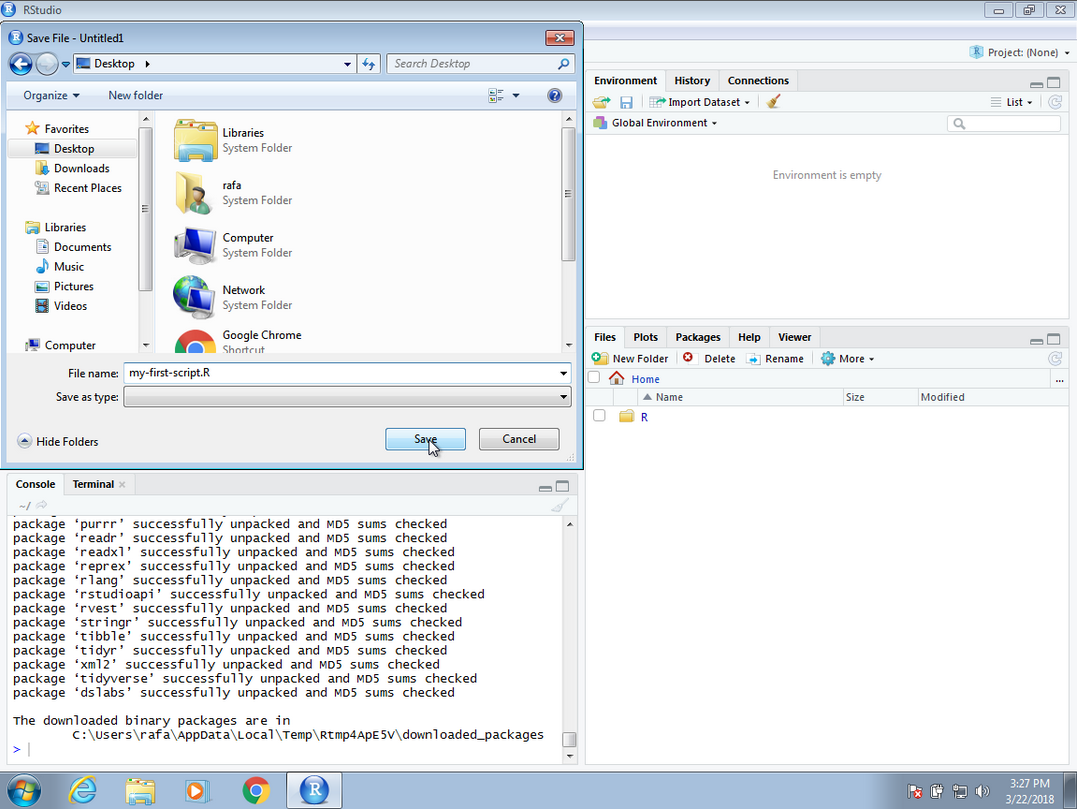 RStudio
Save File - Untitled1
Desktop
Search Desktop
Organize
New folder
Favorites
Desktop
Downloads
Recent Places
Libraries
Documents
Music
Pictures
Videos
Computer
Libraries
System Folder
rafa
System Folder
Computer
System Folder
Network
System Folder
Google Chrome
Shortcut
File name: my-first-script.R
Save as type:
Hide Folders
Save
Cancel
Project: (None)
Environment History Connections
Import Dataset
List
Global Environment
Environment is empty
Files Plots Packages Help Viewer
New Folder Delete Rename More
Home ...
Name Size Modified
R
Console Terminal
~/
package ‘purrr’ successfully unpacked and MD5 sums checked
package ‘readr’ successfully unpacked and MD5 sums checked
package ‘readxl’ successfully unpacked and MD5 sums checked
package ‘reprex’ successfully unpacked and MD5 sums checked
package ‘rlang’ successfully unpacked and MD5 sums checked
package ‘rstudioapi’ successfully unpacked and MD5 sums checked
package ‘rvest’ successfully unpacked and MD5 sums checked
package ‘stringr’ successfully unpacked and MD5 sums checked
package ‘tibble’ successfully unpacked and MD5 sums checked
package ‘tidyr’ successfully unpacked and MD5 sums checked
package ‘xml2’ successfully unpacked and MD5 sums checked
package ‘tidyverse’ successfully unpacked and MD5 sums checked
package ‘dslabs’ successfully unpacked and MD5 sums checked
The downloaded binary packages are in
C:\Users\rafa\AppData\Local\Temp\Rtmp4ApE5V\downloaded_packages
>
3:27 PM
3/22/2018